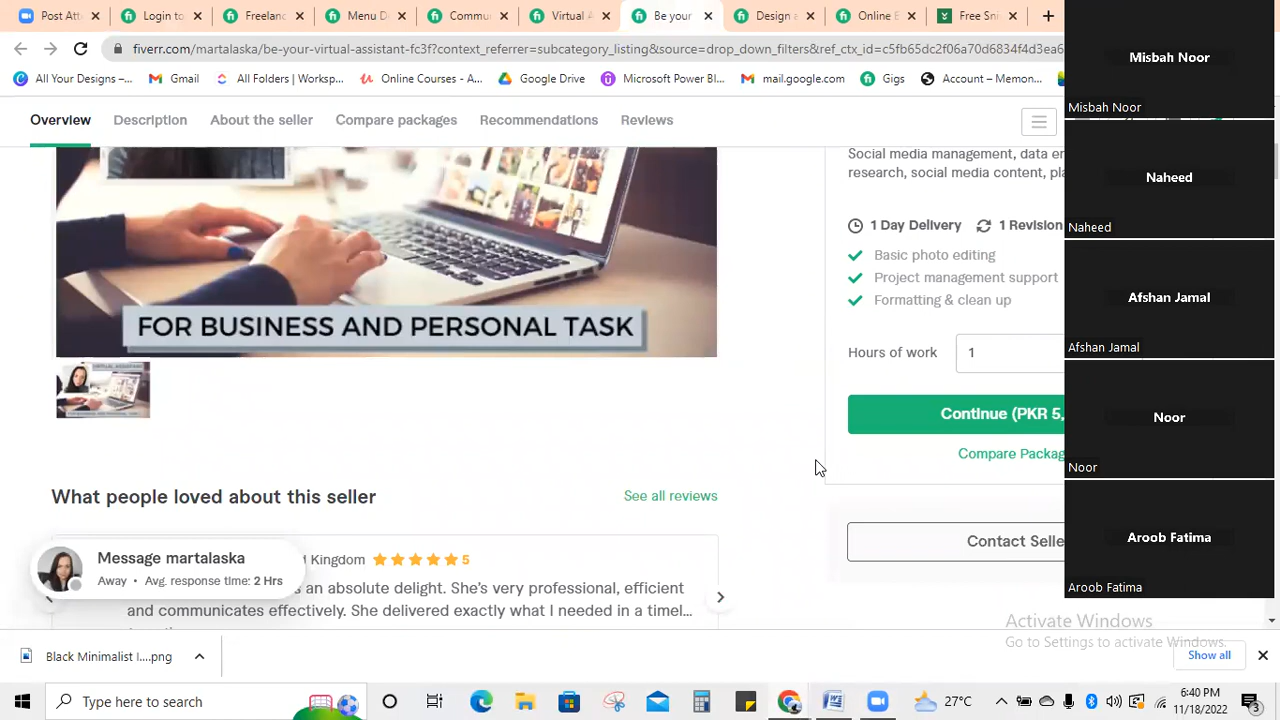 Post Atte
Login to
Freelanc
Menu D
Commu
Virtual A
Be your
Design a
Online B
Free Sni
fiverr.com/martalaska/be-your-virtual-assistant-fc3f?context_referrer=subcategory_listing&source=drop_down_filters&ref_ctx_id=c5fb65dc2f06a70d6834f4d3ea6
All Your Designs –...
Gmail
All Folders | Worksp...
Online Courses - A...
Google Drive
Microsoft Power Bl...
mail.google.com
Gigs
Account – Memon...
Overview
Description
About the seller
Compare packages
Recommendations
Reviews
FOR BUSINESS AND PERSONAL TASK
Social media management, data en
research, social media content, pla
1 Day Delivery
1 Revision
Basic photo editing
Project management support
Formatting & clean up
Hours of work
1
Continue (PKR 5,
Compare Packag
Contact Selle
What people loved about this seller
See all reviews
d Kingdom
5
s an absolute delight. She's very professional, efficient
and communicates effectively. She delivered exactly what I needed in a timel...
Message martalaska
Away • Avg. response time: 2 Hrs
Misbah Noor
Misbah Noor
Naheed
Naheed
Afshan Jamal
Afshan Jamal
Noor
Noor
Aroob Fatima
Aroob Fatima
Activate Windows
Go to Settings to activate Windows.
Black Minimalist I....png
Show all
Type here to search
27°C
6:40 PM
11/18/2022
3